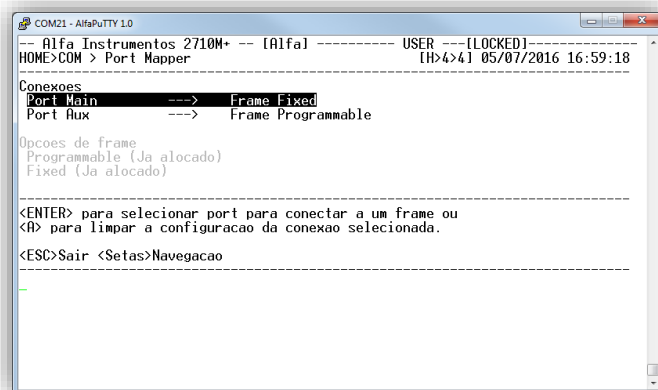 COM21 - AlfaPuTTY 1.0
-- Alfa Instrumentos 2710M+ -- [Alfa] ---------- USER ---[LOCKED]--------------
HOME>COM > Port Mapper [H>4>4] 05/07/2016 16:59:18
Conexoes
Port Main ---> Frame Fixed
Port Aux ---> Frame Programmable
Opcoes de frame
Programmable (Ja alocado)
Fixed (Ja alocado)
<ENTER> para selecionar port para conectar a um frame ou
<A> para limpar a configuracao da conexao selecionada.
<ESC>Sair <Setas>Navegacao